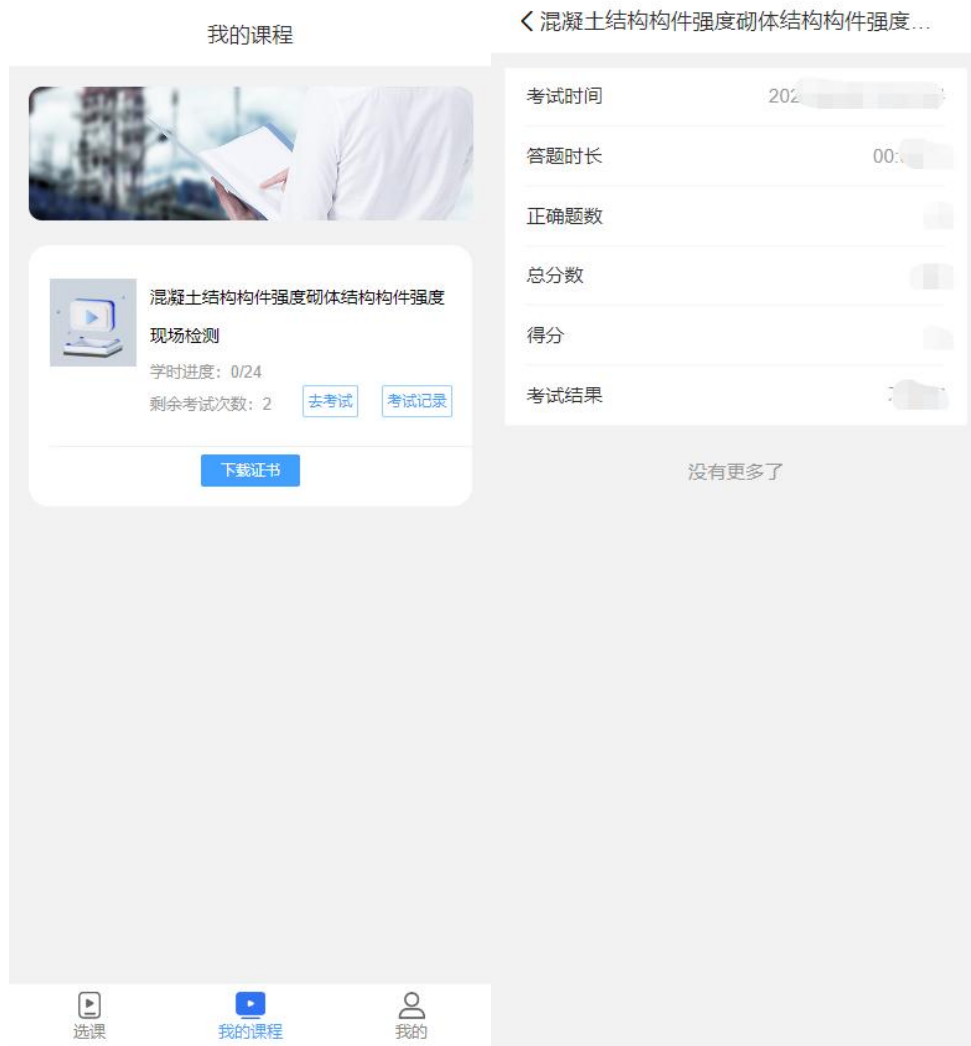 我的课程
混凝土结构构件强度砌体结构构件强度
现场检测
学时进度：0/24
剩余考试次数：2
去考试
考试记录
下载证书
选课
我的课程
我的
混凝土结构构件强度砌体结构构件强度...
考试时间
202
答题时长
00:
正确题数
总分数
得分
考试结果
没有更多了